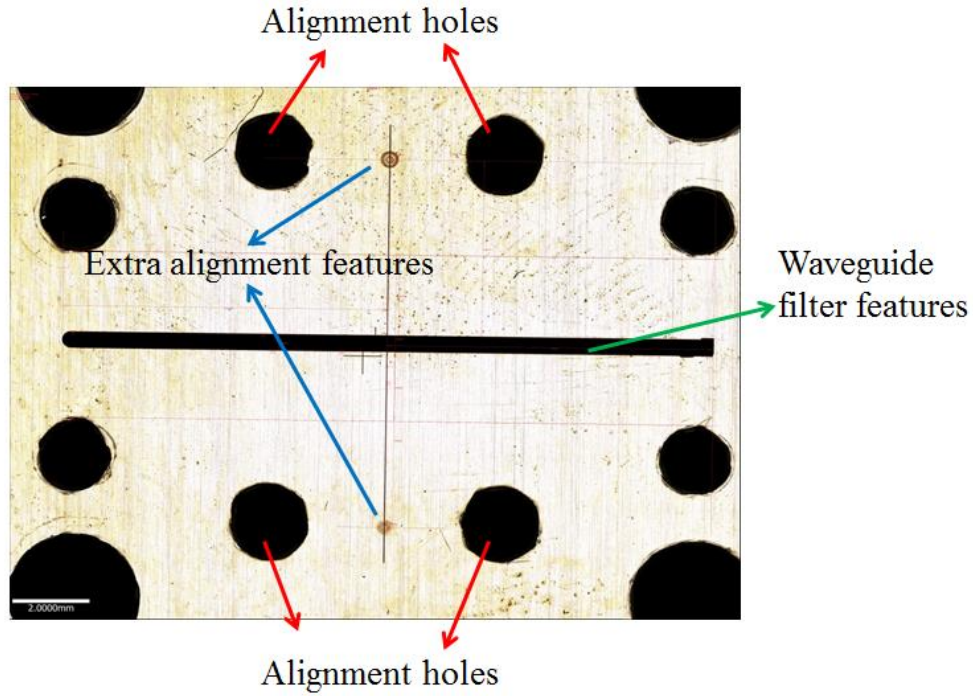 Alignment holes
Extra alignment features
Waveguide
filter features
2.0000mm
Alignment holes